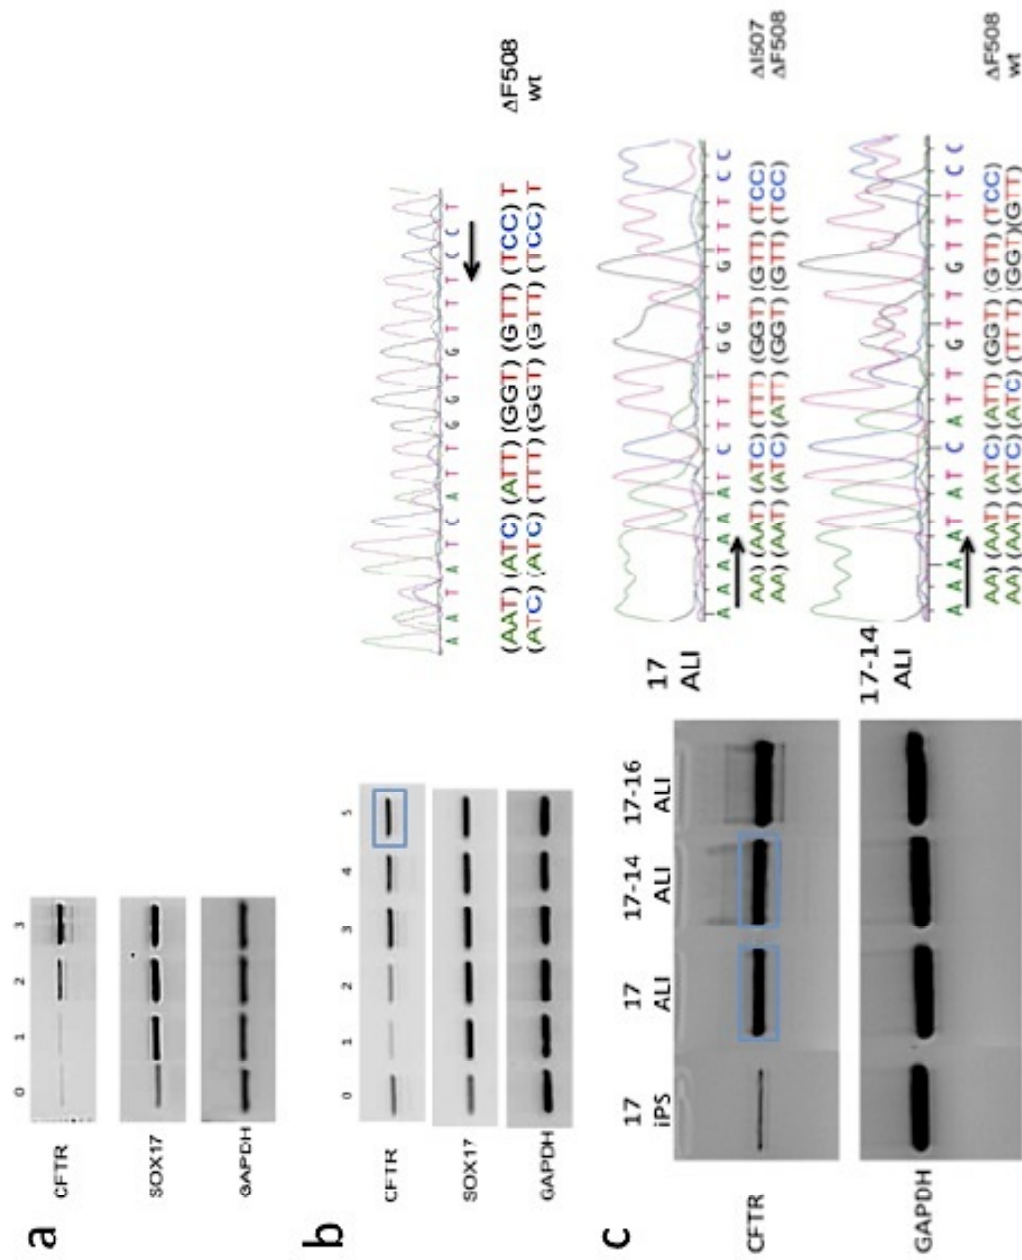 a
0 1 2 3
CFTR
SOX17
GAPDH
b
0 1 2 3 4 5
CFTR
SOX17
GAPDH
A A T A T C A T T G G T G T T T C C T
(AAT) (ATC) (ATT) (GGT) (GTT) (TCC) T ΔF508
(ATC) (ATC) (TTT) (GGT) (GTT) (TCC) T wt
c
17 iPS
17 ALI
17-14 ALI
17-16 ALI
CFTR
GAPDH
17 ALI
A A A A A T C T T T G G T G T T T C C
AA) (AAT) (ATC) (TTT) (GGT) (GTT) (TCC) ΔI507
AA) (AAT) (ATC) (ATT) (GGT) (GTT) (TCC) ΔF508
17-14 ALI
A A A A T A T C A T T G T T G T T T C C
AA) (AAT) (ATC) (ATT) (GGT) (GTT) (TCC) ΔF508
AA) (AAT) (ATC) (ATC) (TTT) (GGT) (GTT) wt